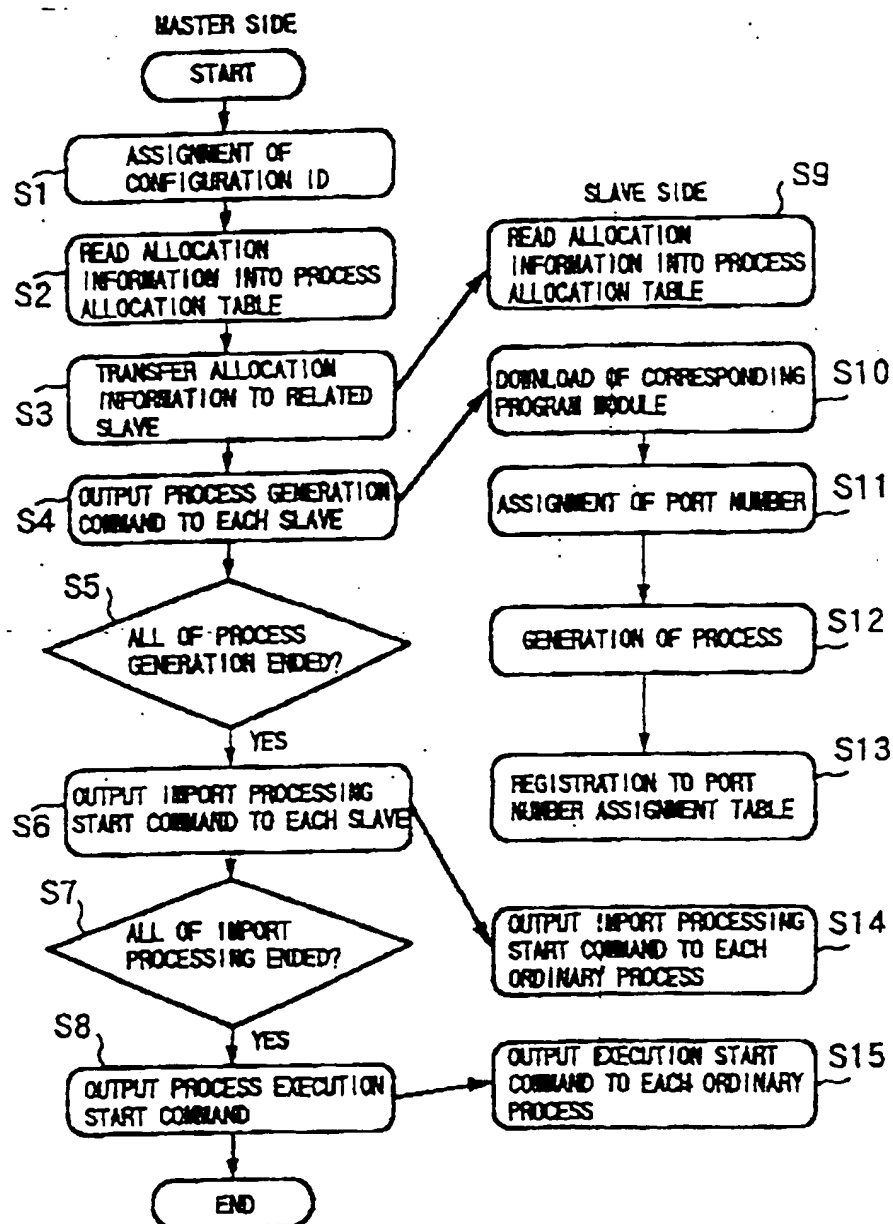 MASTER SIDE
START
S1
ASSIGNMENT OF
CONFIGURATION ID
S2
READ ALLOCATION
INFORMATION INTO PROCESS
ALLOCATION TABLE
S3
TRANSFER ALLOCATION
INFORMATION TO RELATED
SLAVE
S4
OUTPUT PROCESS GENERATION
COMMAND TO EACH SLAVE
S5
ALL OF PROCESS
GENERATION ENDED?
YES
S6
OUTPUT IMPORT PROCESSING
START COMMAND TO EACH SLAVE
S7
ALL OF IMPORT
PROCESSING ENDED?
YES
S8
OUTPUT PROCESS EXECUTION
START COMMAND
END
SLAVE SIDE
S9
READ ALLOCATION
INFORMATION INTO PROCESS
ALLOCATION TABLE
S10
DOWNLOAD OF CORRESPONDING
PROGRAM MODULE
S11
ASSIGNMENT OF PORT NUMBER
S12
GENERATION OF PROCESS
S13
REGISTRATION TO PORT
NUMBER ASSIGNMENT TABLE
S14
OUTPUT IMPORT PROCESSING
START COMMAND TO EACH
ORDINARY PROCESS
S15
OUTPUT EXECUTION START
COMMAND TO EACH ORDINARY
PROCESS